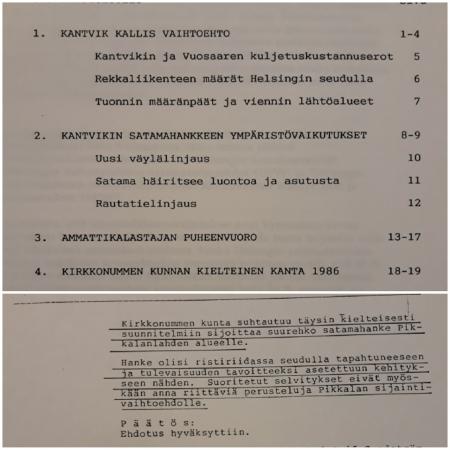 1. KANTVIK KALLIS VAIHTOEHTO 1-4
Kantvikin ja Vuosaaren kuljetuskustannuserot 5
Rekkaliikenteen määrät Helsingin seudulla 6
Tuonnin määränpäät ja viennin lähtöalueet 7
2. KANTVIKIN SATAMAHANKKEEN YMPÄRISTÖVAIKUTUKSET 8-9
Uusi väylälinjaus 10
Satama häiritsee luontoa ja asutusta 11
Rautatielinjaus 12
3. AMMATTIKALASTAJAN PUHEENVUORO 13-17
4. KIRKKONUMMEN KUNNAN KIELTEINEN KANTA 1986 18-19
Kirkkonummen kunta suhtautuu täysin kielteisesti
suunnitelmiin sijoittaa suurehko satamahanke Pik-
kalanlahden alueelle.
Hanke olisi ristiriidassa seudulla tapahtuneeseen
ja tulevaisuuden tavoitteeksi asetettuun kehityk-
seen nähden. Suoritetut selvitykset eivät myös-
kään anna riittäviä perusteluja Pikkalan sijainti-
vaihtoehdolle.
P ä ä t ö s:
Ehdotus hyväksyttiin.